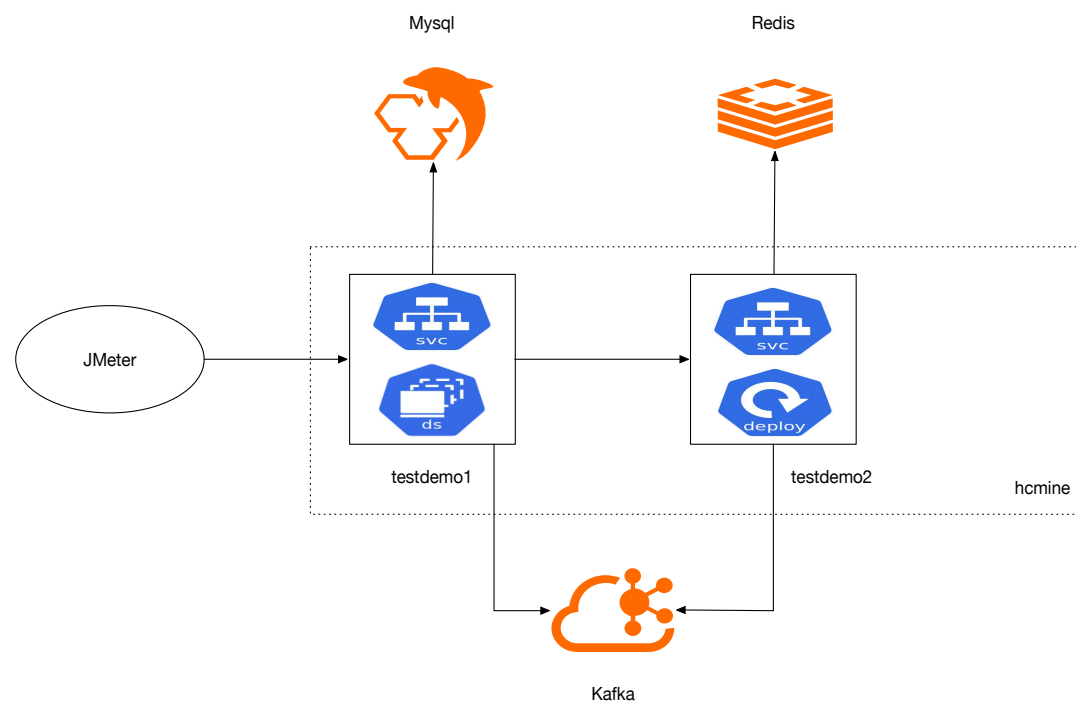 Mysql
Redis
svc
svc
JMeter
ds
deploy
testdemo1
testdemo2
hcmine
Kafka